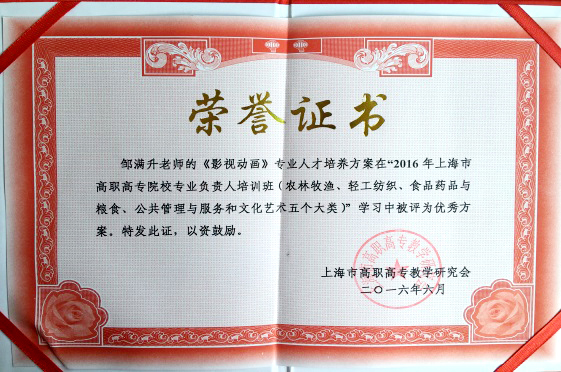 荣誉证书
邹满升老师的《影视动画》专业人才培养方案在“2016年上海市
高职高专院校专业负责人培训班（农林牧渔、轻工纺织、食品药品与
粮食、公共管理与服务和文化艺术五个大类）”学习中被评为优秀方
案。特发此证，以资鼓励。
上海市高职高专教学研究会
二〇一六年六月